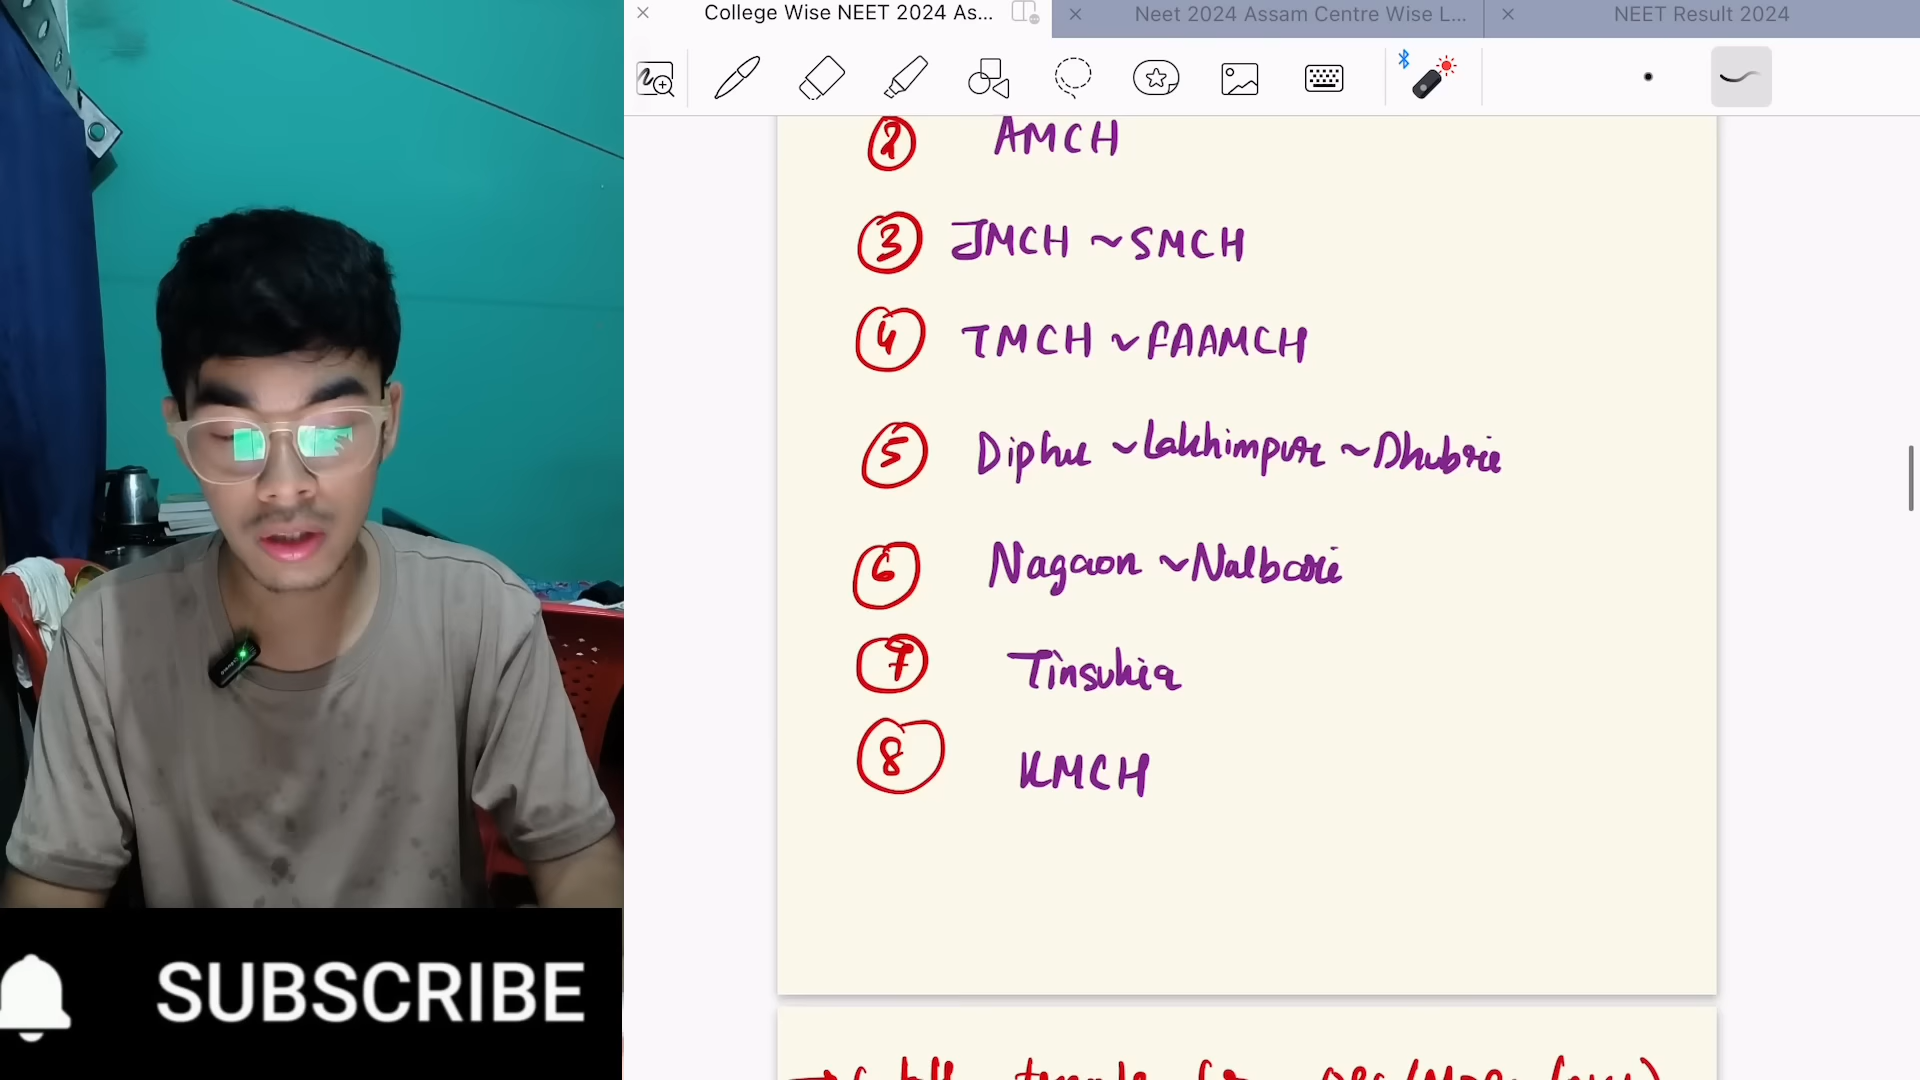 College Wise NEET 2024 As...
Neet 2024 Assam Centre Wise L...
NEET Result 2024
2 AMCH
3 JMCH ~ SMCH
4 TMCH ~ FAAMCH
5 Diphu ~ Lakhimpur ~ Dhubri
6 Nagaon ~ Nalbari
7 Tinsukia
8 KMCH
SUBSCRIBE